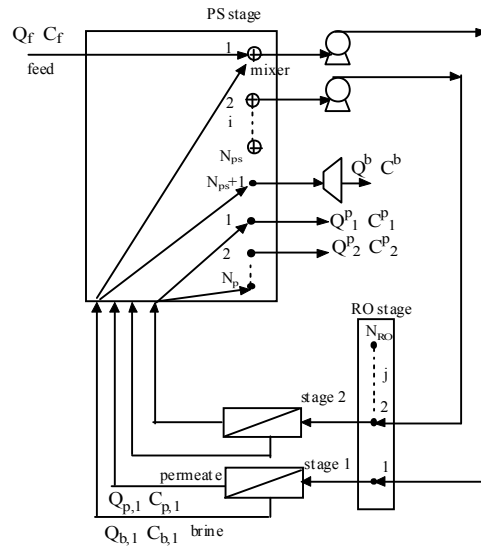 PS stage
Q_f C_f
feed
1
mixer
2
i
N_ps
N_ps+1
Q^b C^b
1
Q^p_1 C^p_1
2
Q^p_2 C^p_2
N_p
RO stage
N_RO
j
stage 2
2
stage 1
1
permeate
Q_p,1 C_p,1
Q_b,1 C_b,1 brine